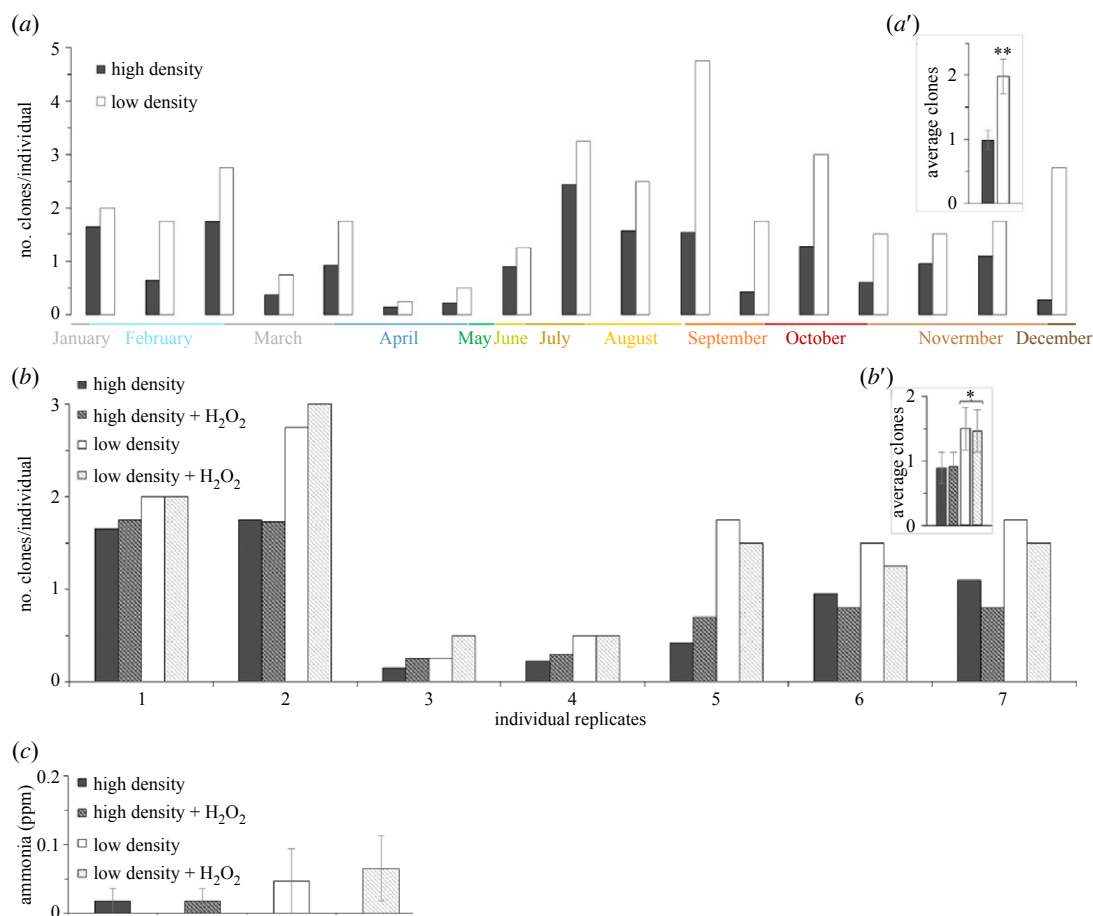 (a)
5
4
3
2
1
0
no. clones/individual
high density
low density
January February March April May June July August September October Novermber December
(a′)
**
2
1
0
average clones
(b)
high density
high density + H₂O₂
low density
low density + H₂O₂
3
2
1
0
no. clones/individual
1 2 3 4 5 6 7
individual replicates
(b′)
*
2
1
0
average clones
(c)
high density
high density + H₂O₂
low density
low density + H₂O₂
0.2
0.1
0
ammonia (ppm)